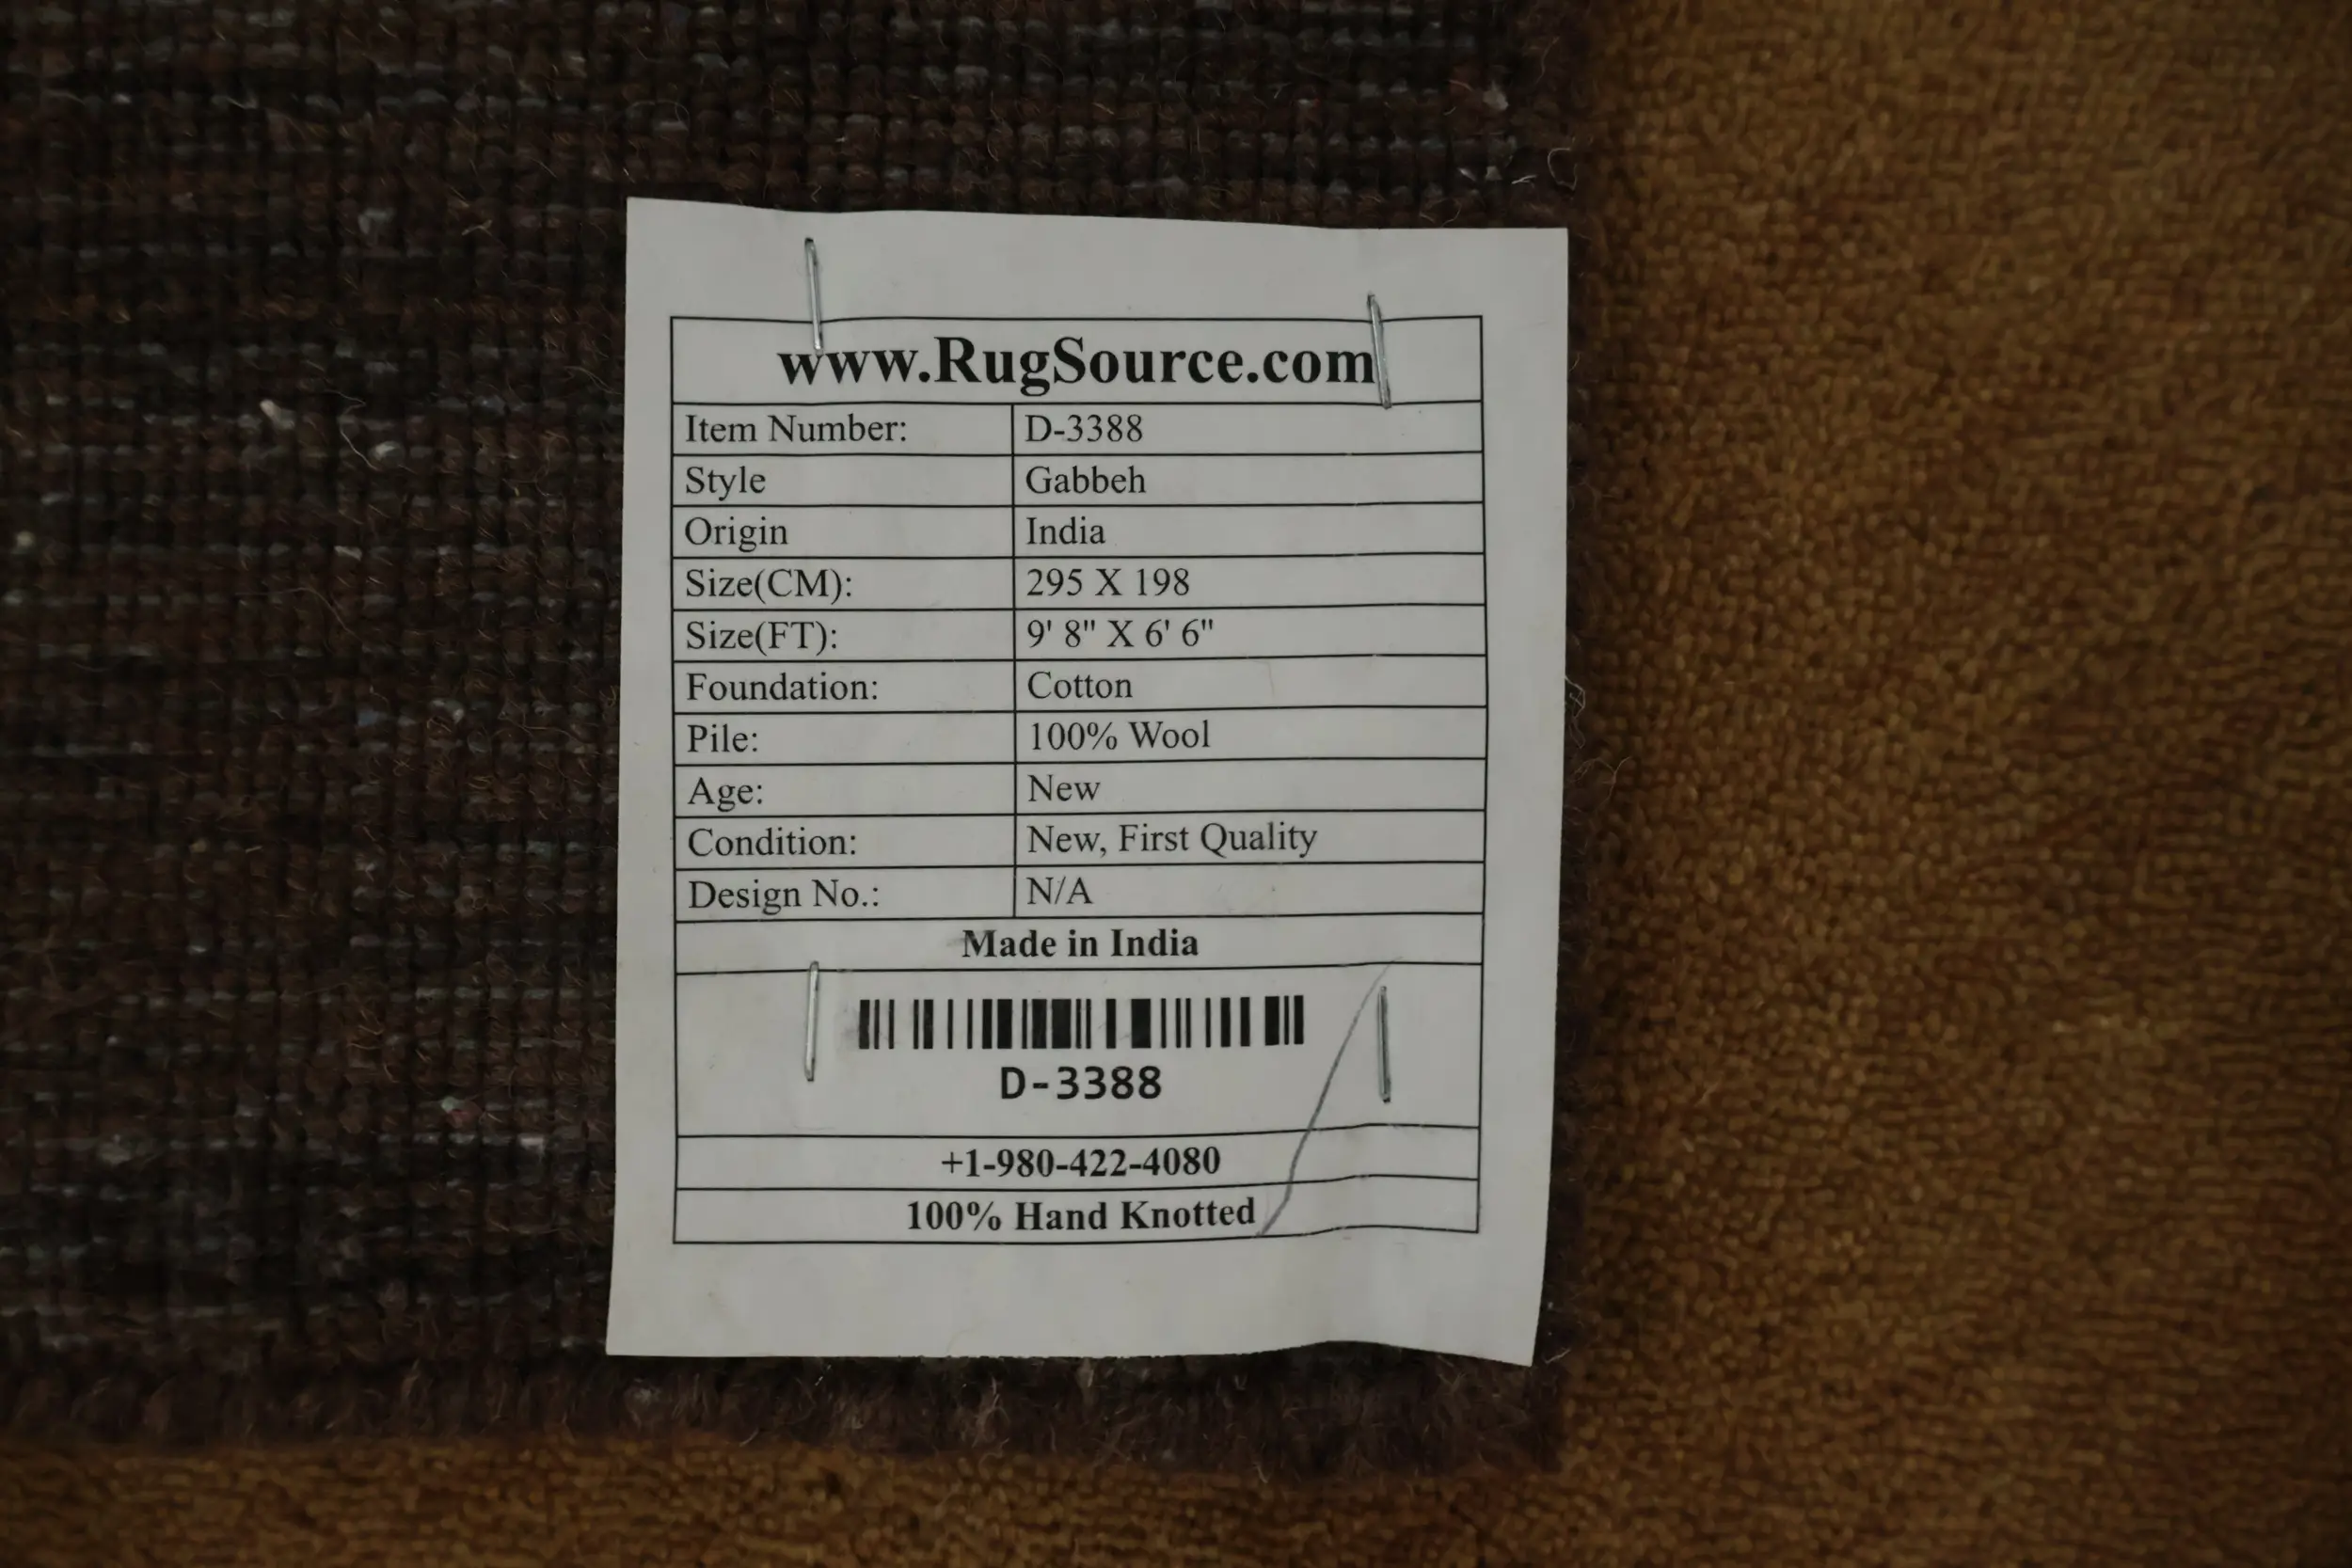 www.RugSource.com
Item Number: D-3388
Style Gabbeh
Origin India
Size(CM): 295 X 198
Size(FT): 9' 8" X 6' 6"
Foundation: Cotton
Pile: 100% Wool
Age: New
Condition: New, First Quality
Design No.: N/A
Made in India
D-3388
+1-980-422-4080
100% Hand Knotted